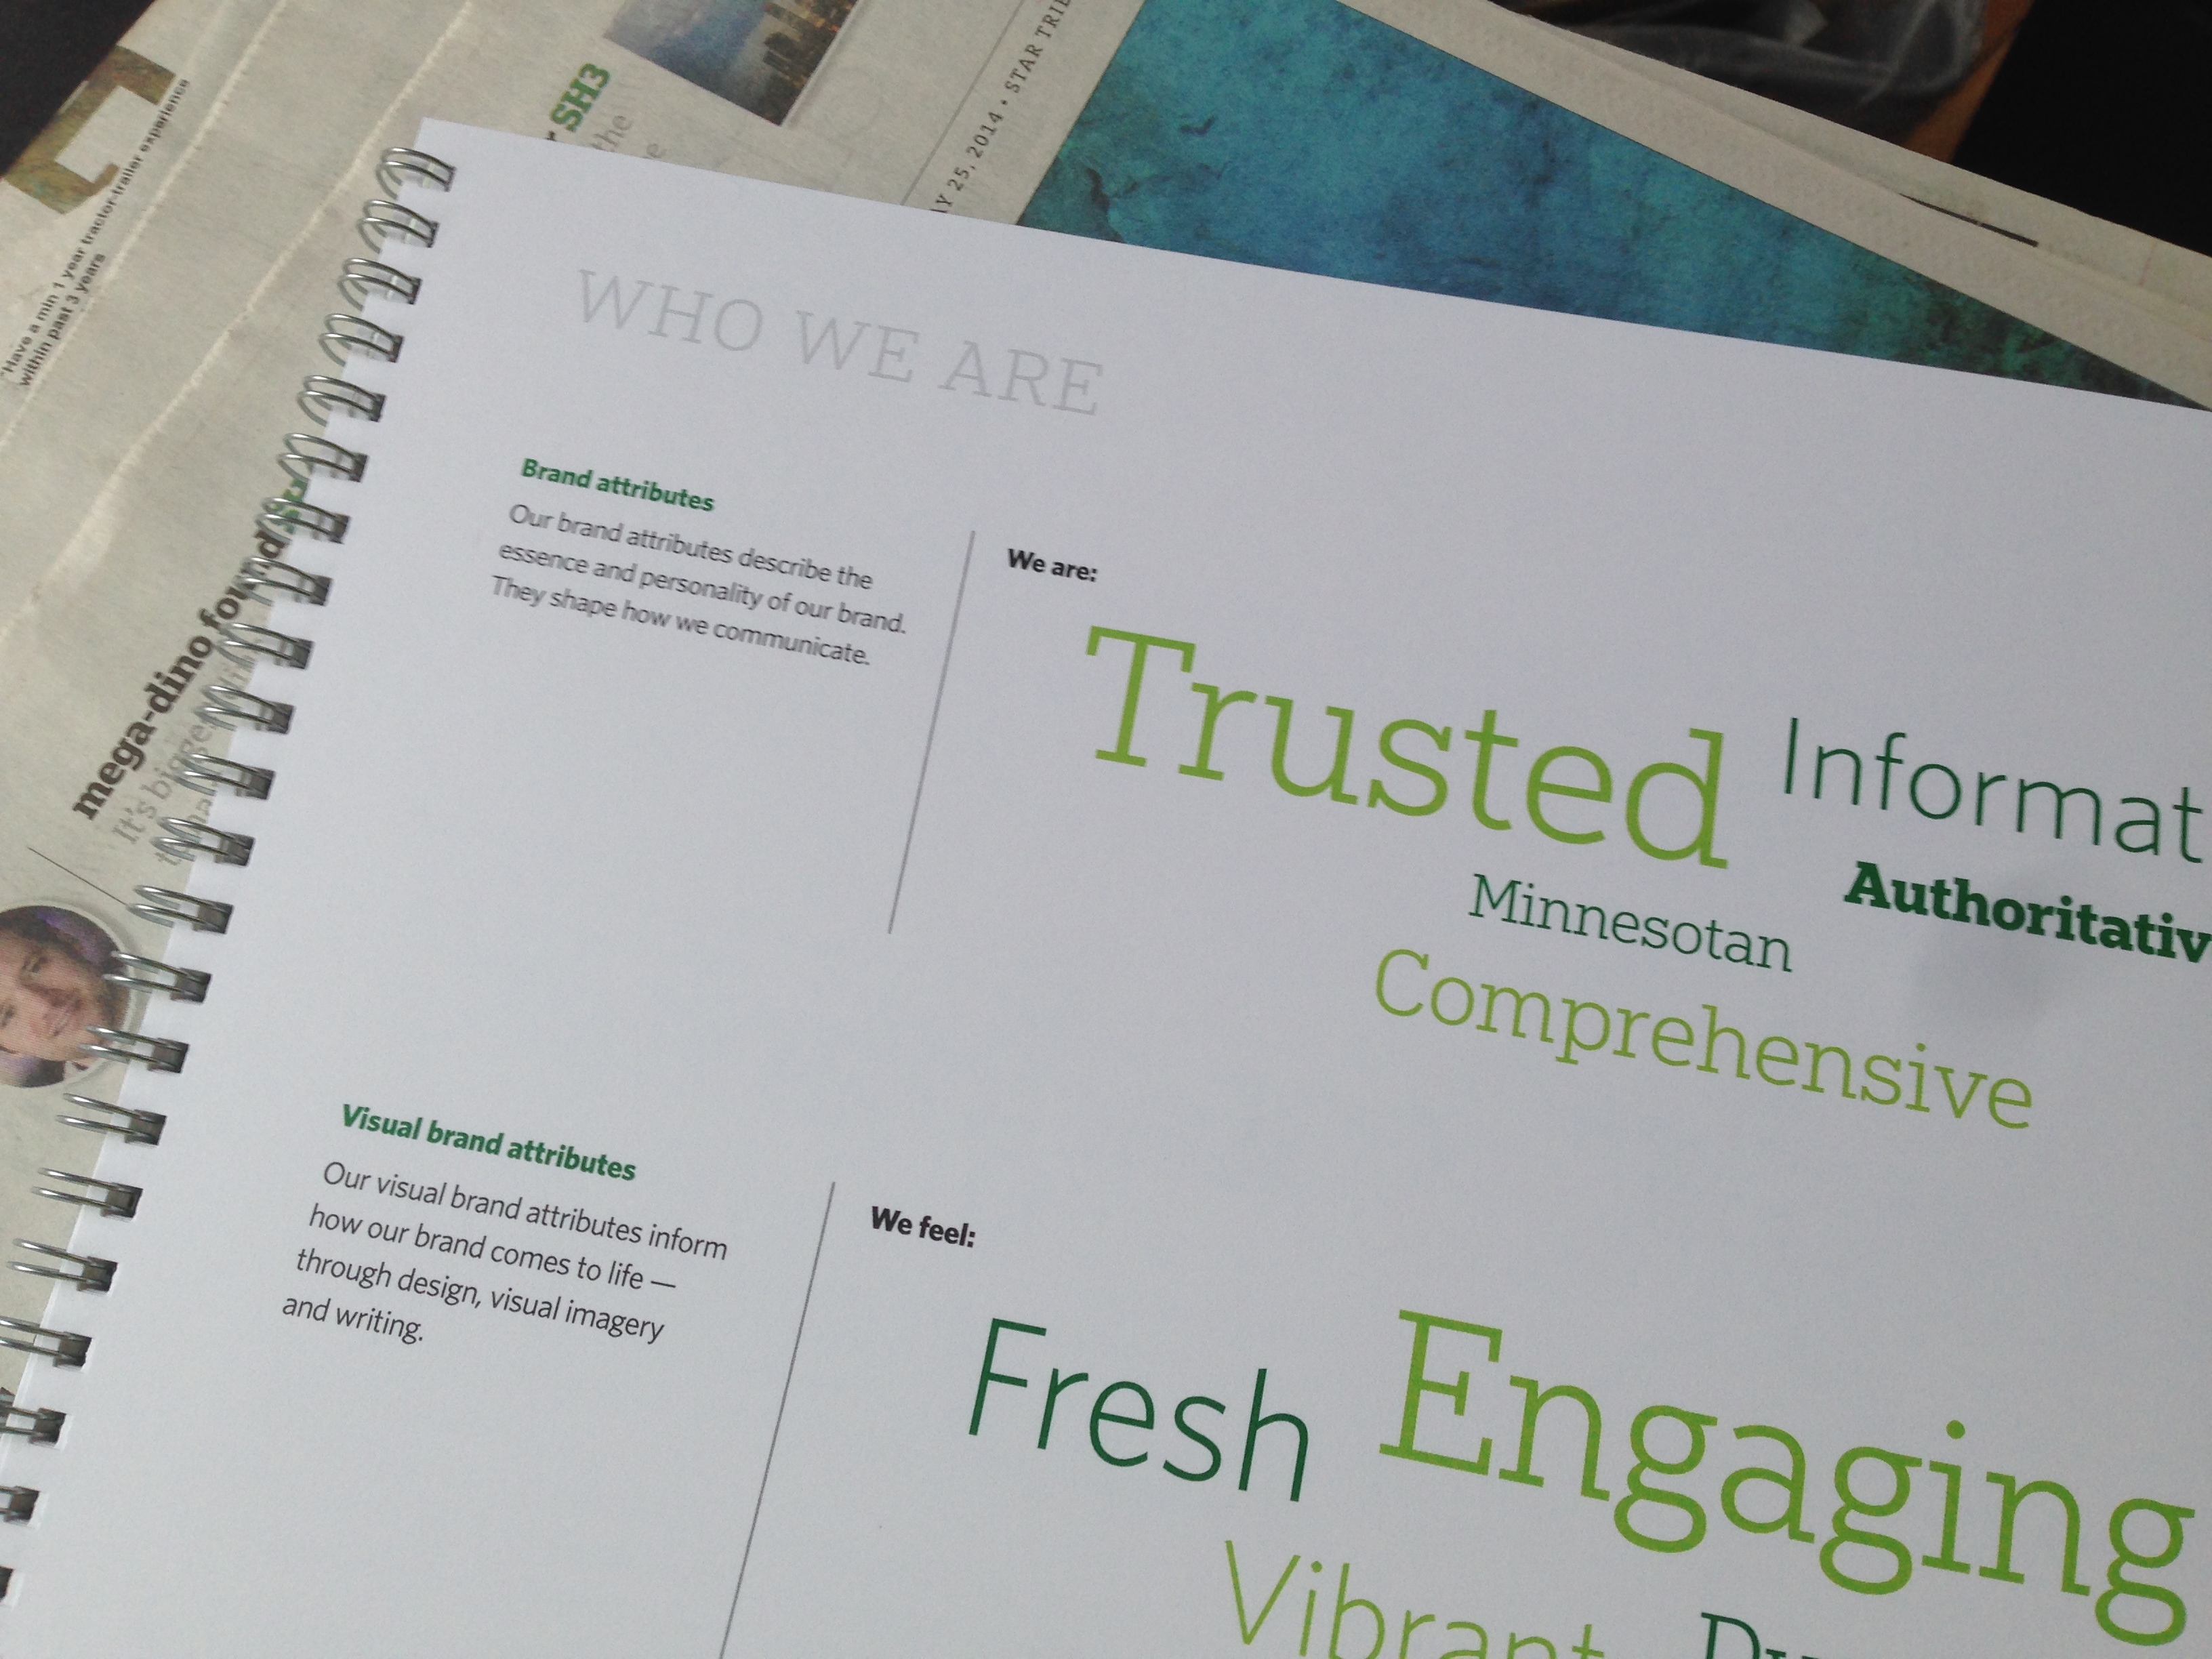 "Have a min 1 year tractor-trailer experience
within past 3 years
SH3
the
AY 25, 2014 • STAR TRIB
mega-dino found
It's bigger
WHO WE ARE
Brand attributes
Our brand attributes describe the
essence and personality of our brand.
They shape how we communicate.
We are:
Trusted Informat
Minnesotan Authoritativ
Comprehensive
Visual brand attributes
Our visual brand attributes inform
how our brand comes to life —
through design, visual imagery
and writing.
We feel:
Fresh Engaging
Vibrant